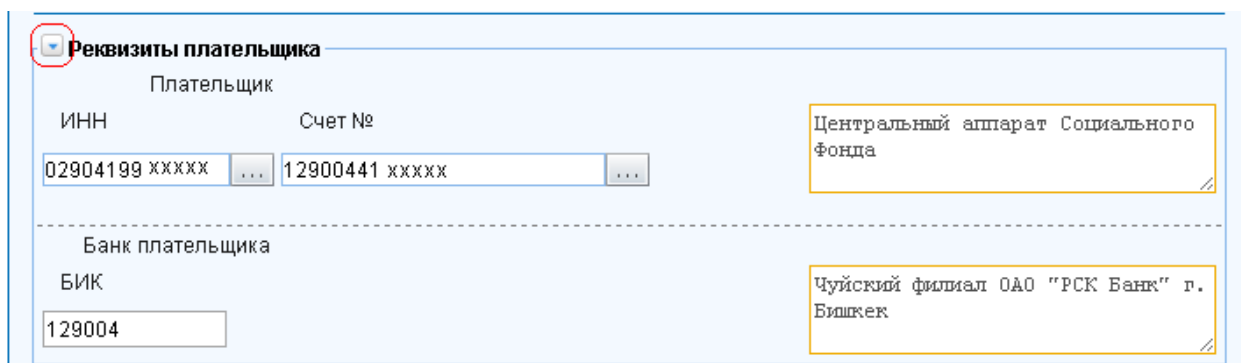 Реквизиты плательщика
Плательщик
ИНН
Счет №
Центральный аппарат Социального
Фонда
02904199 XXXXX ... 12900441 XXXXX ...
Банк плательщика
БИК
Чуйский филиал ОАО "РСК Банк" г.
Бишкек
129004